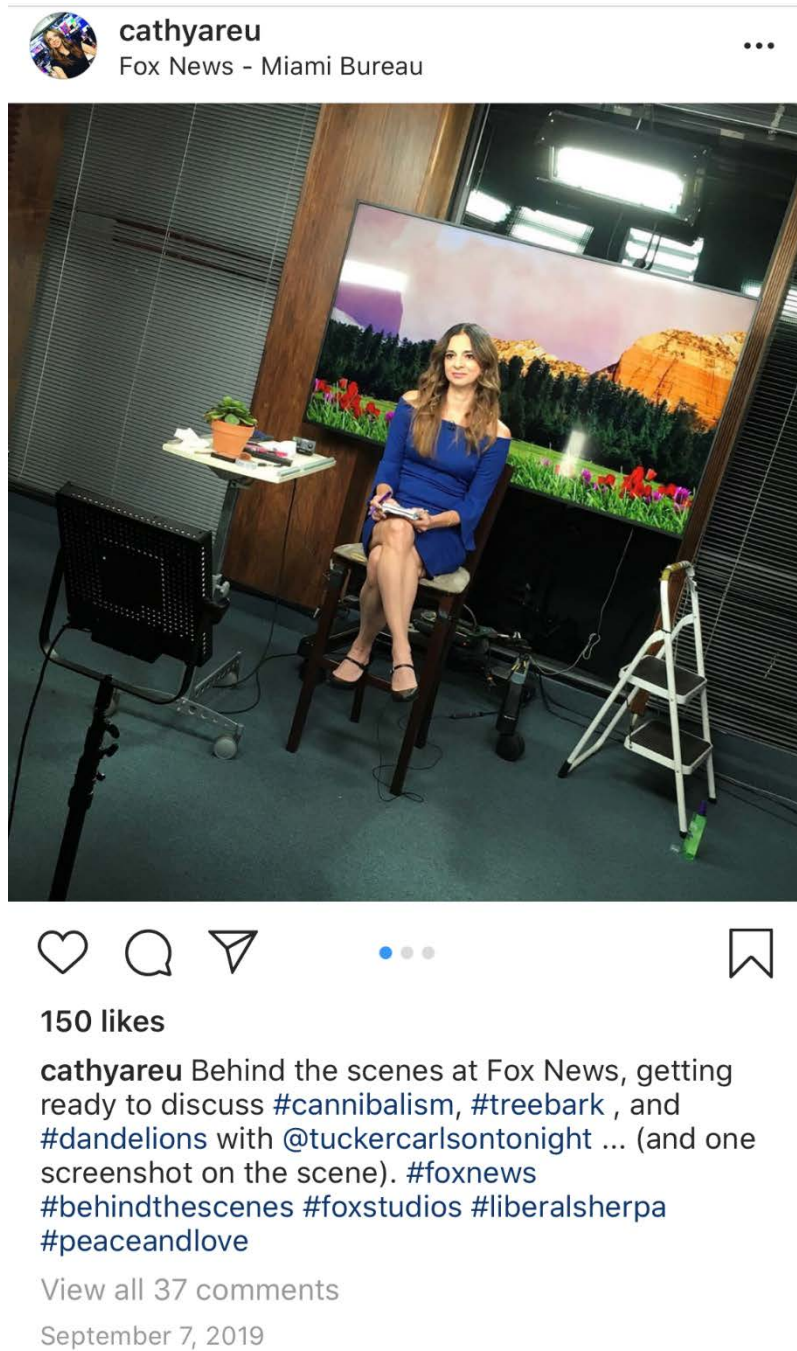 cathyareu
Fox News - Miami Bureau
150 likes
cathyareu Behind the scenes at Fox News, getting
ready to discuss #cannibalism, #treebark , and
#dandelions with @tuckercarlsontonight ... (and one
screenshot on the scene). #foxnews
#behindthescenes #foxstudios #liberalsherpa
#peaceandlove
View all 37 comments
September 7, 2019